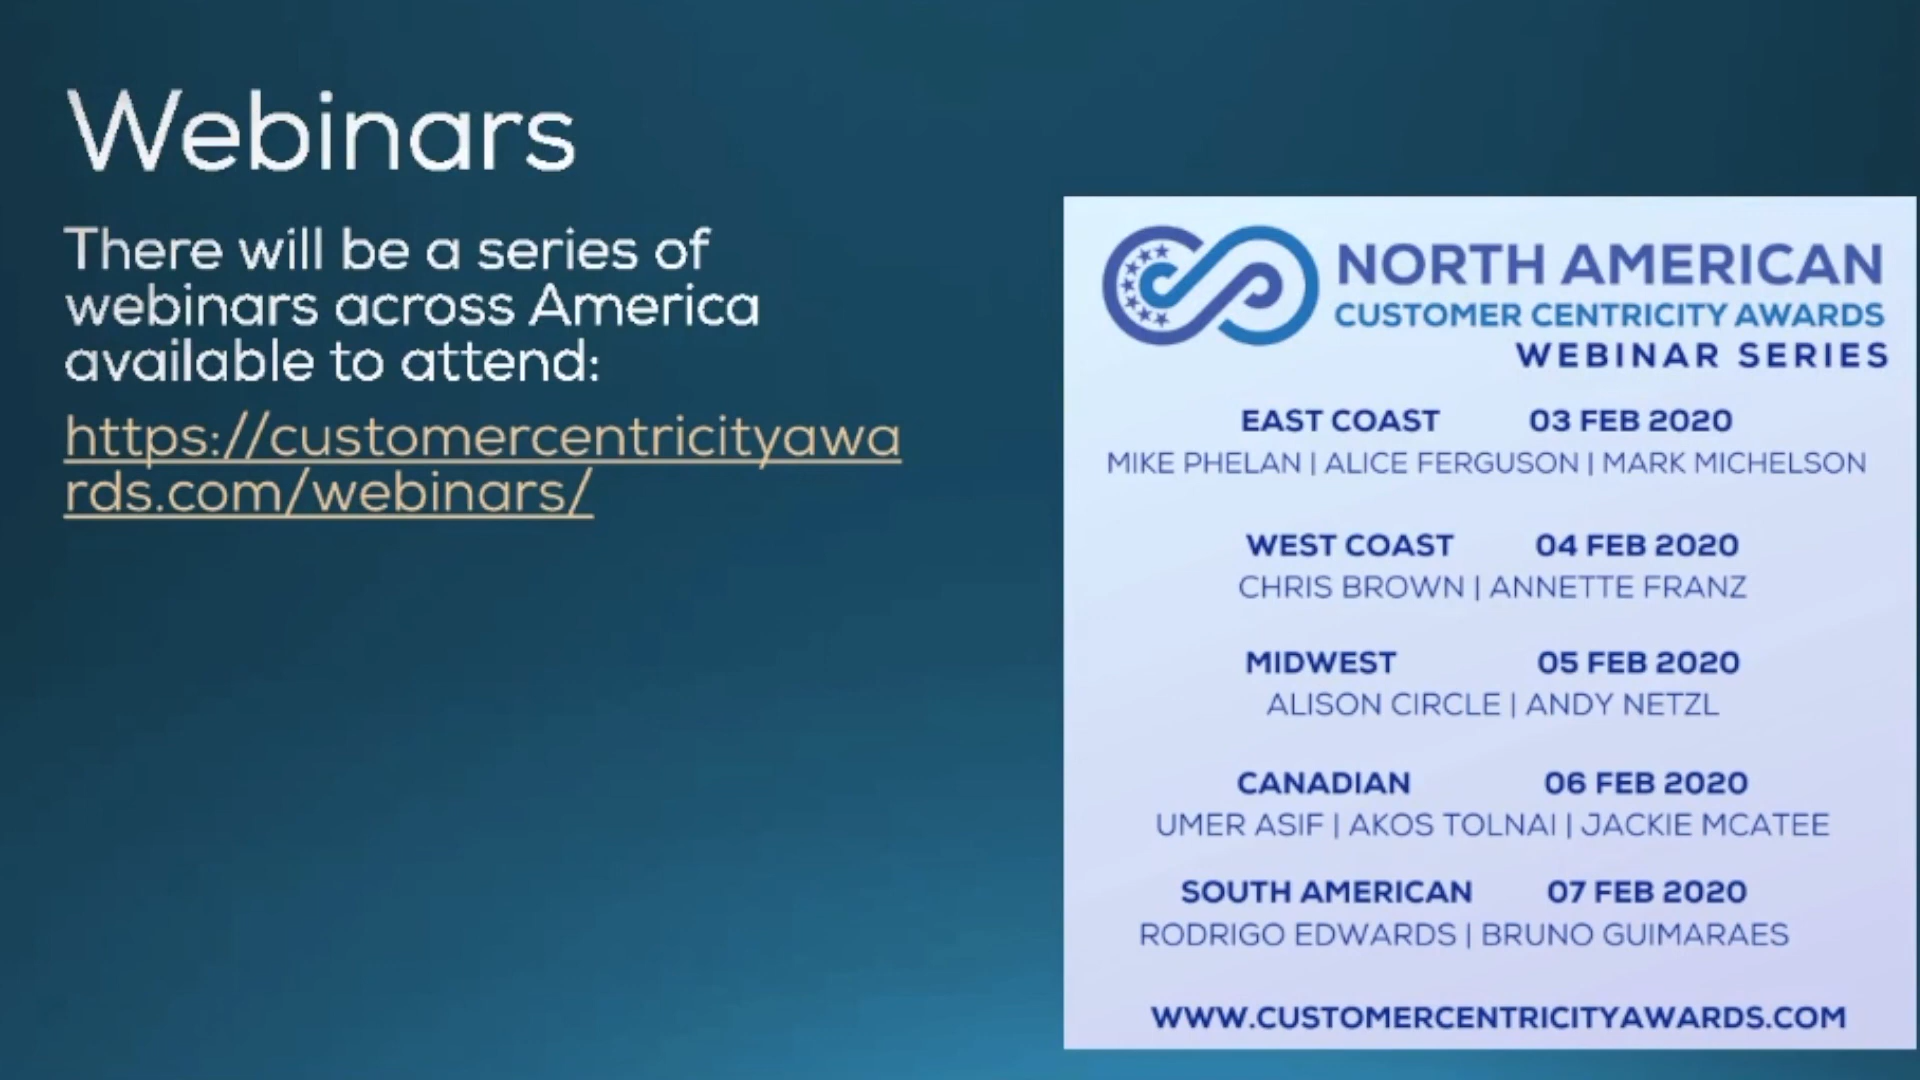 Webinars
There will be a series of
webinars across America
available to attend:
https://customercentricityawa
rds.com/webinars/
NORTH AMERICAN
CUSTOMER CENTRICITY AWARDS
WEBINAR SERIES
EAST COAST 03 FEB 2020
MIKE PHELAN | ALICE FERGUSON | MARK MICHELSON
WEST COAST 04 FEB 2020
CHRIS BROWN | ANNETTE FRANZ
MIDWEST 05 FEB 2020
ALISON CIRCLE | ANDY NETZL
CANADIAN 06 FEB 2020
UMER ASIF | AKOS TOLNAI | JACKIE MCATEE
SOUTH AMERICAN 07 FEB 2020
RODRIGO EDWARDS | BRUNO GUIMARAES
WWW.CUSTOMERCENTRICITYAWARDS.COM